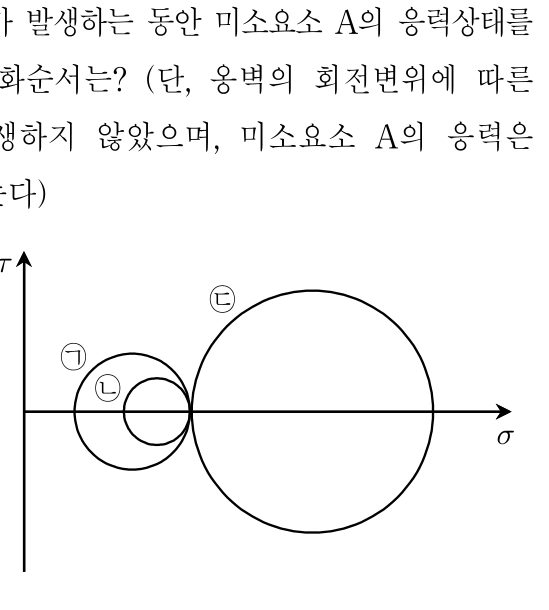 발생하는 동안 미소요소 A의 응력상태를
화순서는? (단, 옹벽의 회전변위에 따른
생하지 않았으며, 미소요소 A의 응력은
다)
τ
㉢
㉠
㉡
σ